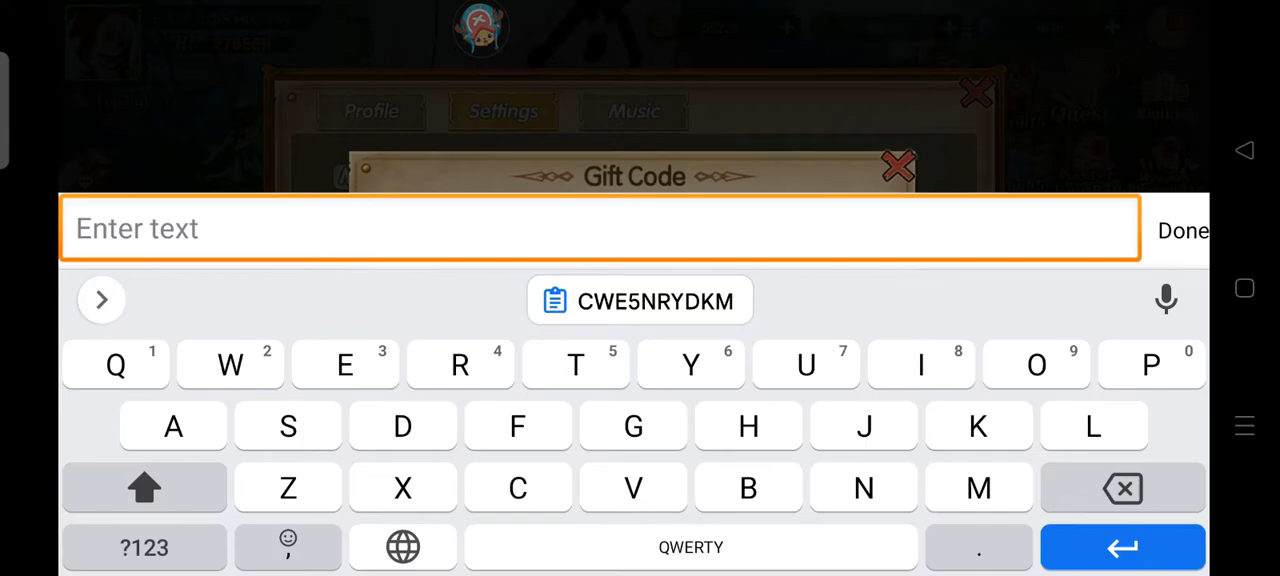 Profile Settings Music
Gift Code
Enter text Done
CWE5NRYDKM
Q 1 W 2 E 3 R 4 T 5 Y 6 U 7 I 8 O 9 P 0
A S D F G H J K L
Z X C V B N M
?123 , QWERTY .